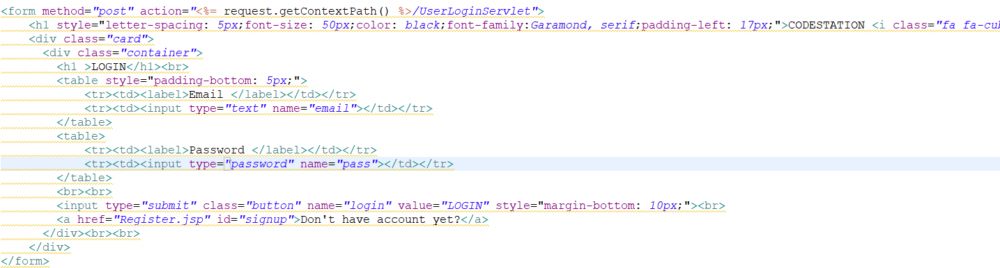 <form method="post" action="<%= request.getContextPath() %>/UserLoginServlet">
<h1 style="letter-spacing: 5px;font-size: 50px;color: black;font-family:Garamond, serif;padding-left: 17px;">CODESTATION <i class="fa fa-cub
<div class="card">
<div class="container">
<h1 >LOGIN</h1><br>
<table style="padding-bottom: 5px;">
<tr><td><label>Email </label></td></tr>
<tr><td><input type="text" name="email"></td></tr>
</table>
<table>
<tr><td><label>Password </label></td></tr>
<tr><td><input type="password" name="pass"></td></tr>
</table>
<br><br>
<input type="submit" class="button" name="login" value="LOGIN" style="margin-bottom: 10px;"><br>
<a href="Register.jsp" id="signup">Don't have account yet?</a>
</div><br><br>
</div>
</form>